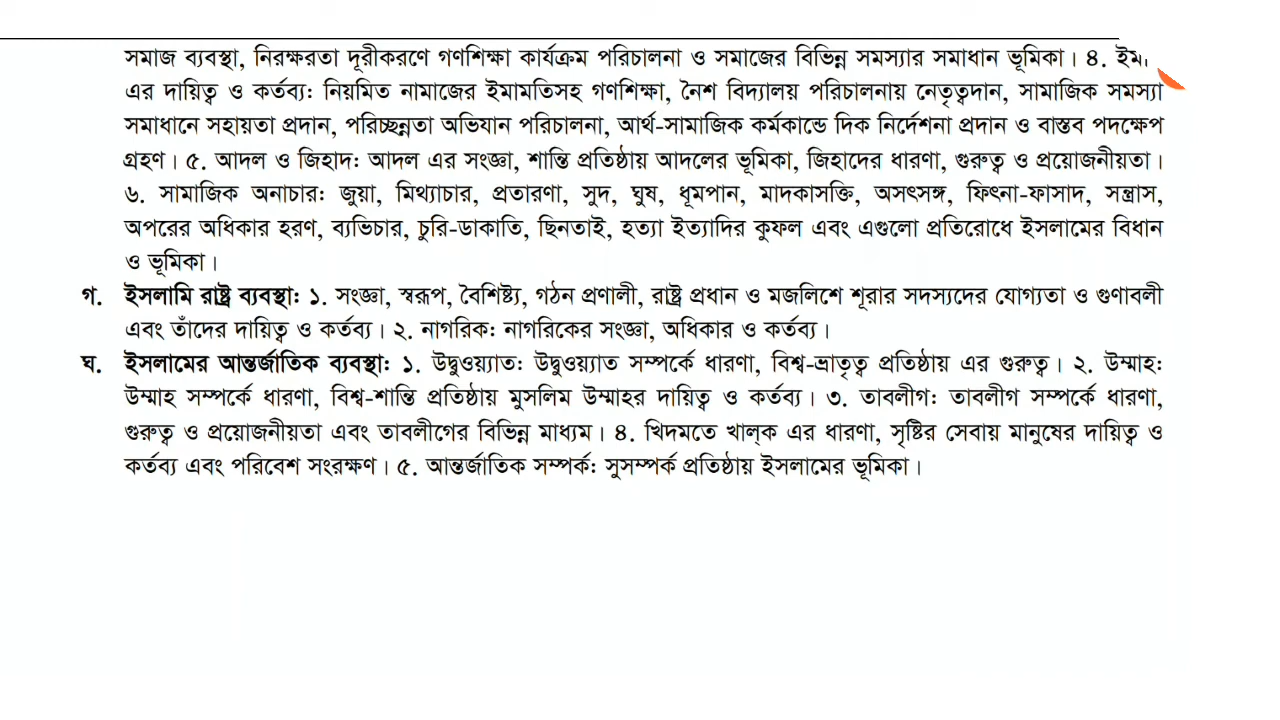 সমাজ ব্যবস্থা, নিরক্ষরতা দূরীকরণে গণশিক্ষা কার্যক্রম পরিচালনা ও সমাজের বিভিন্ন সমস্যার সমাধান ভূমিকা। ৪.
এর দায়িত্ব ও কর্তব্য: নিয়মিত নামাজের ইমামতিসহ গণশিক্ষা, নৈশ বিদ্যালয় পরিচালনায় নেতৃত্বদান, সামাজিক সমস্যা
সমাধানে সহায়তা প্রদান, পরিচ্ছন্নতা অভিযান পরিচালনা, আর্থ-সামাজিক কর্মকান্ডে দিক নির্দেশনা প্রদান ও বাস্তব পদক্ষেপ
গ্রহণ। ৫. আদল ও জিহাদ: আদল এর সংজ্ঞা, শান্তি প্রতিষ্ঠায় আদলের ভূমিকা, জিহাদের ধারণা, গুরুত্ব ও প্রয়োজনীয়তা।
৬. সামাজিক অনাচার: জুয়া, মিথ্যাচার, প্রতারণা, সুদ, ঘুষ, ধূমপান, মাদকাসক্তি, অসৎসঙ্গ, ফিৎনা-ফাসাদ, সন্ত্রাস,
অপরের অধিকার হরণ, ব্যভিচার, চুরি-ডাকাতি, ছিনতাই, হত্যা ইত্যাদির কুফল এবং এগুলো প্রতিরোধে ইসলামের বিধান
ও ভূমিকা।
গ. ইসলামি রাষ্ট্র ব্যবস্থা: ১. সংজ্ঞা, স্বরূপ, বৈশিষ্ট্য, গঠন প্রণালী, রাষ্ট্র প্রধান ও মজলিশে শূরার সদস্যদের যোগ্যতা ও গুণাবলী
এবং তাঁদের দায়িত্ব ও কর্তব্য। ২. নাগরিক: নাগরিকের সংজ্ঞা, অধিকার ও কর্তব্য।
ঘ. ইসলামের আন্তর্জাতিক ব্যবস্থা: ১. উদ্বুওয়্যাত: উদ্বুওয়্যাত সম্পর্কে ধারণা, বিশ্ব-ভ্রাতৃত্ব প্রতিষ্ঠায় এর গুরুত্ব। ২. উম্মাহ:
উম্মাহ সম্পর্কে ধারণা, বিশ্ব-শান্তি প্রতিষ্ঠায় মুসলিম উম্মাহর দায়িত্ব ও কর্তব্য। ৩. তাবলীগ: তাবলীগ সম্পর্কে ধারণা,
গুরুত্ব ও প্রয়োজনীয়তা এবং তাবলীগের বিভিন্ন মাধ্যম। ৪. খিদমতে খাল্‌ক এর ধারণা, সৃষ্টির সেবায় মানুষের দায়িত্ব ও
কর্তব্য এবং পরিবেশ সংরক্ষণ। ৫. আন্তর্জাতিক সম্পর্ক: সুসম্পর্ক প্রতিষ্ঠায় ইসলামের ভূমিকা।